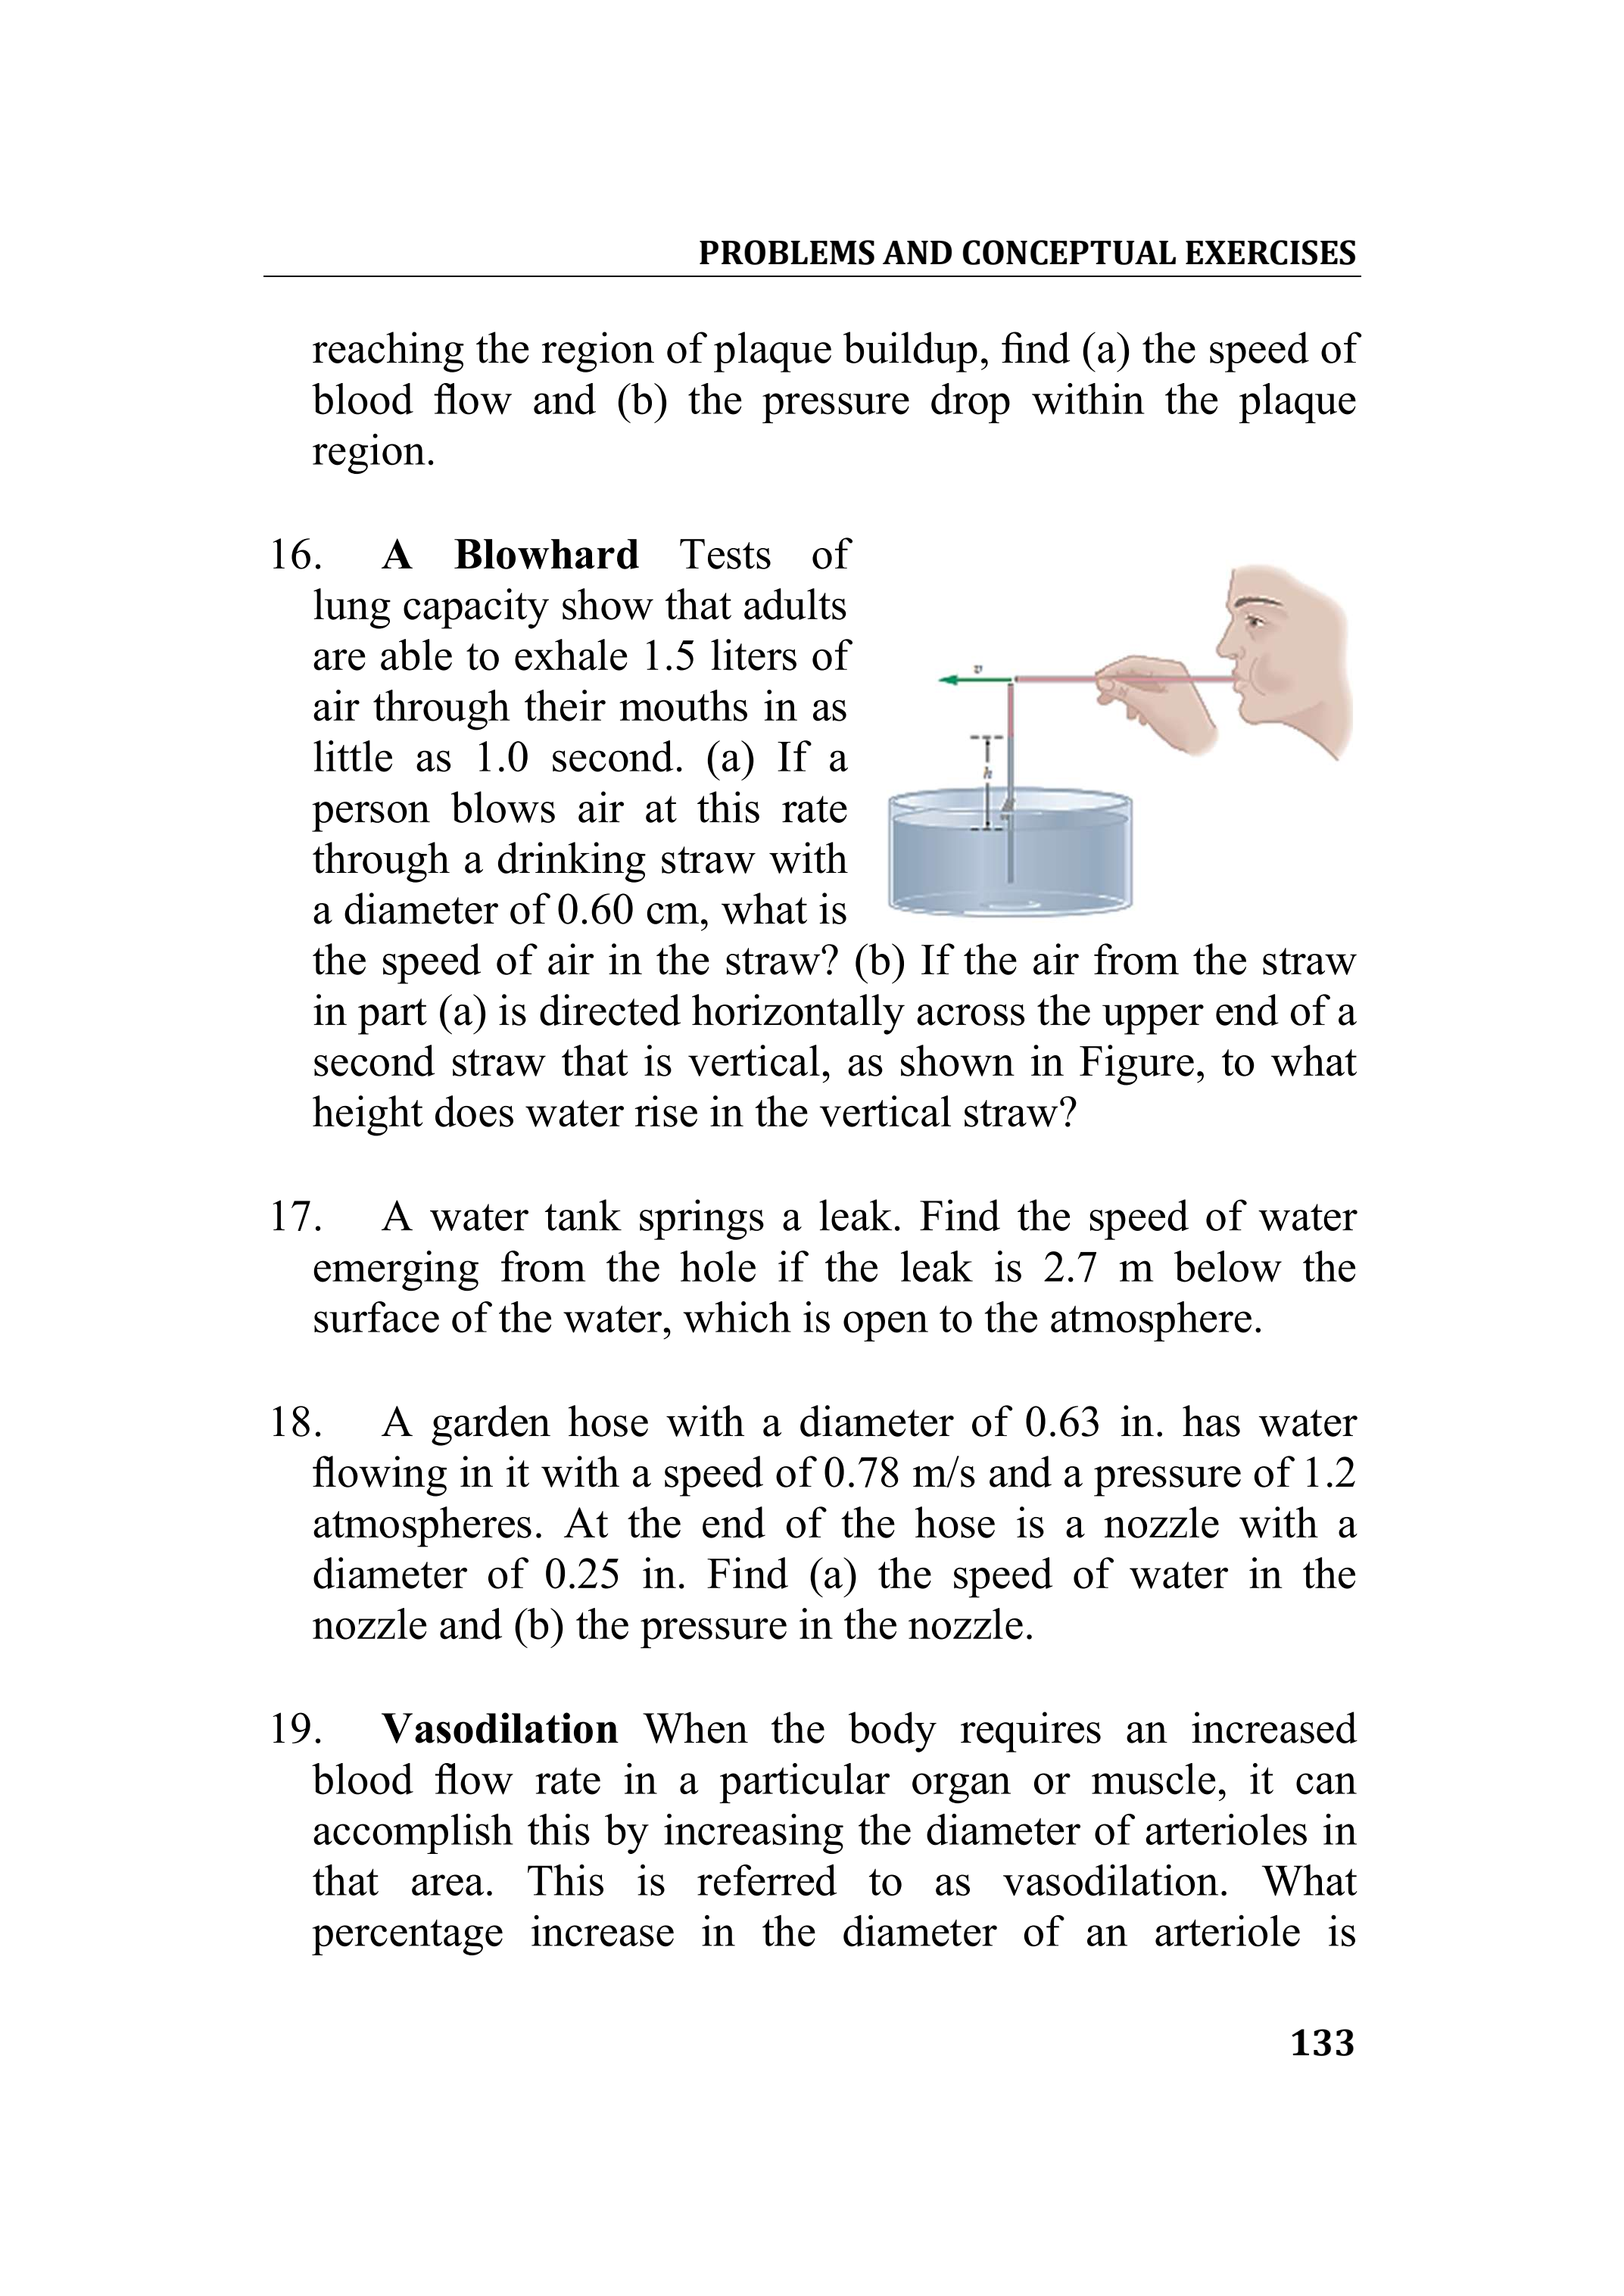 PROBLEMS AND CONCEPTUAL EXERCISES
reaching the region of plaque buildup, find (a) the speed of
blood flow and (b) the pressure drop within the plaque
region.
16. A Blowhard Tests of
lung capacity show that adults
are able to exhale 1.5 liters of
air through their mouths in as
little as 1.0 second. (a) If a
person blows air at this rate
through a drinking straw with
a diameter of 0.60 cm, what is
v
h
the speed of air in the straw? (b) If the air from the straw
in part (a) is directed horizontally across the upper end of a
second straw that is vertical, as shown in Figure, to what
height does water rise in the vertical straw?
17. A water tank springs a leak. Find the speed of water
emerging from the hole if the leak is 2.7 m below the
surface of the water, which is open to the atmosphere.
18. A garden hose with a diameter of 0.63 in. has water
flowing in it with a speed of 0.78 m/s and a pressure of 1.2
atmospheres. At the end of the hose is a nozzle with a
diameter of 0.25 in. Find (a) the speed of water in the
nozzle and (b) the pressure in the nozzle.
19. Vasodilation When the body requires an increased
blood flow rate in a particular organ or muscle, it can
accomplish this by increasing the diameter of arterioles in
that area. This is referred to as vasodilation. What
percentage increase in the diameter of an arteriole is
133